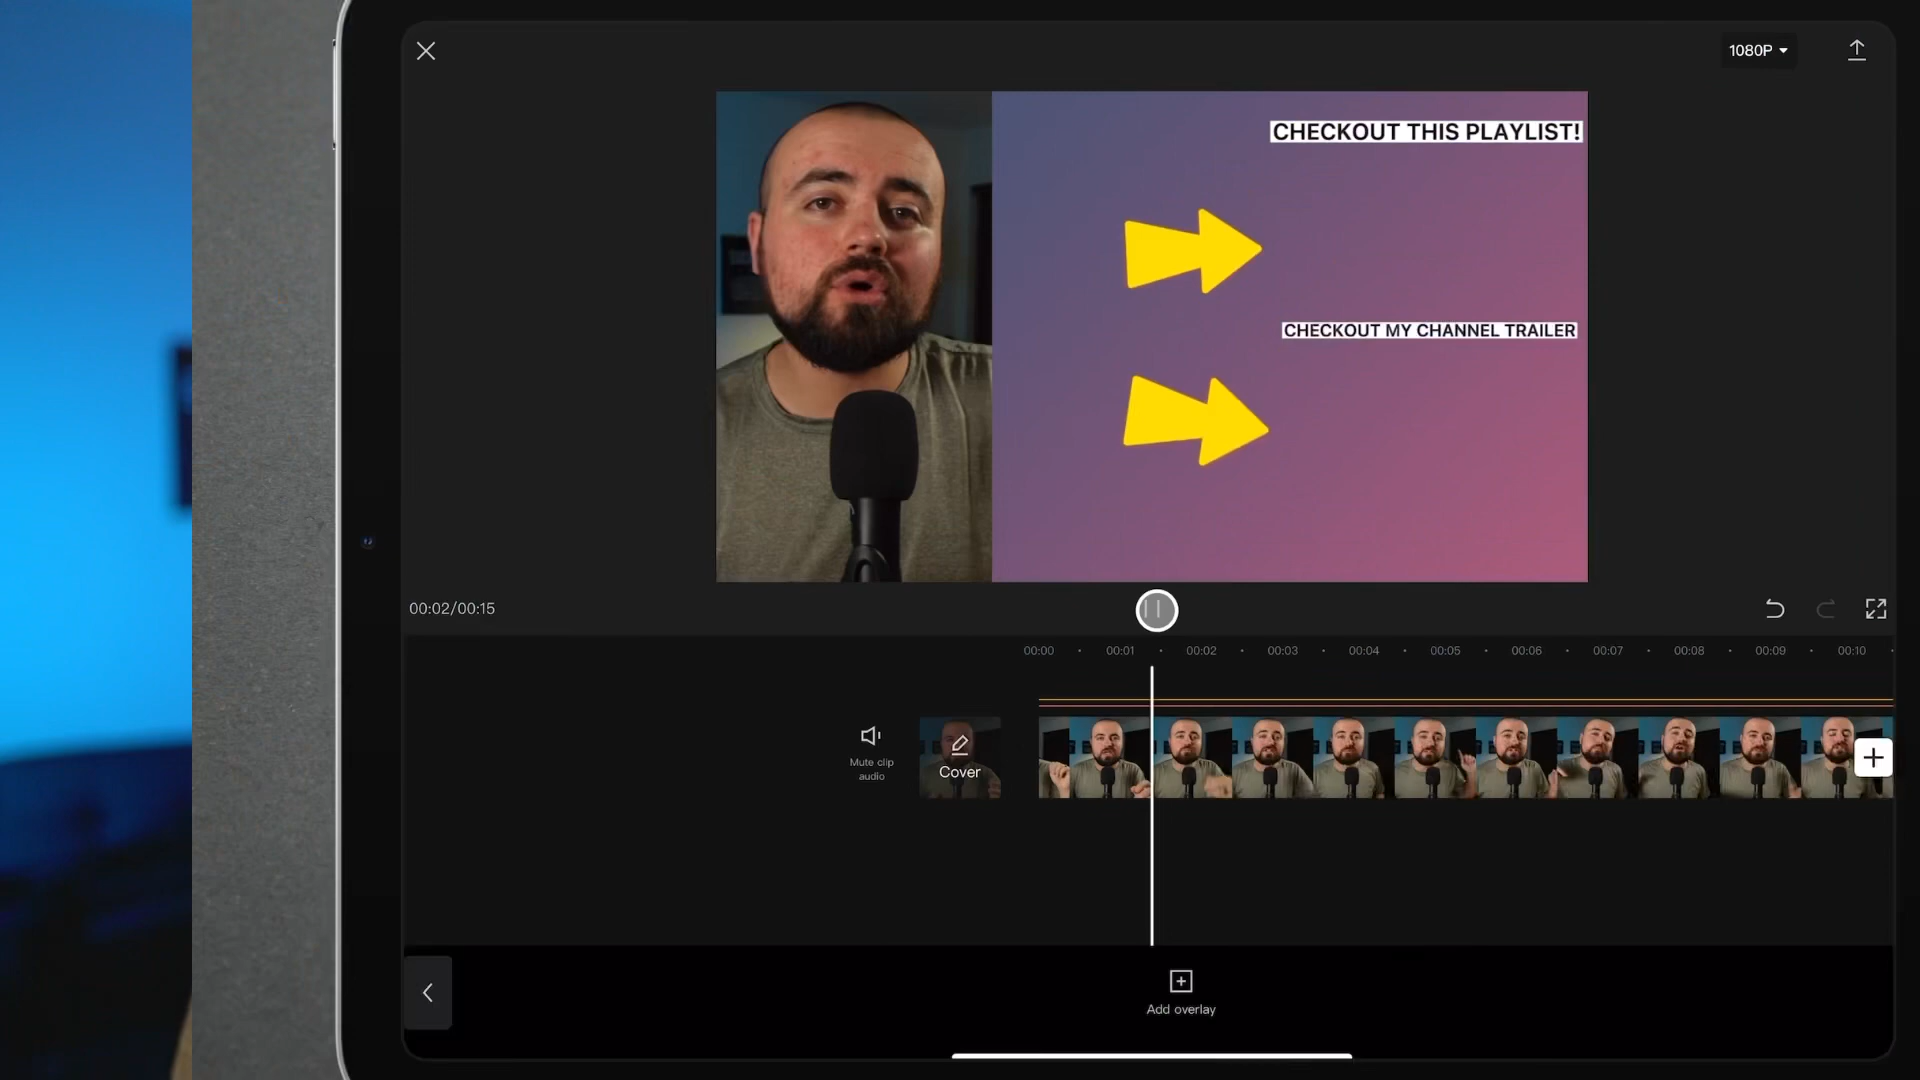 1080P
CHECKOUT THIS PLAYLIST!
CHECKOUT MY CHANNEL TRAILER
00:02/00:15
00:00 00:01 00:02 00:03 00:04 00:05 00:06 00:07 00:08 00:09 00:10
Mute clip
audio
Cover
Add overlay